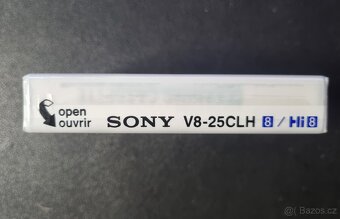 open
ouvrir
SONY V8-25CLH 8 / Hi8
Bazos.cz